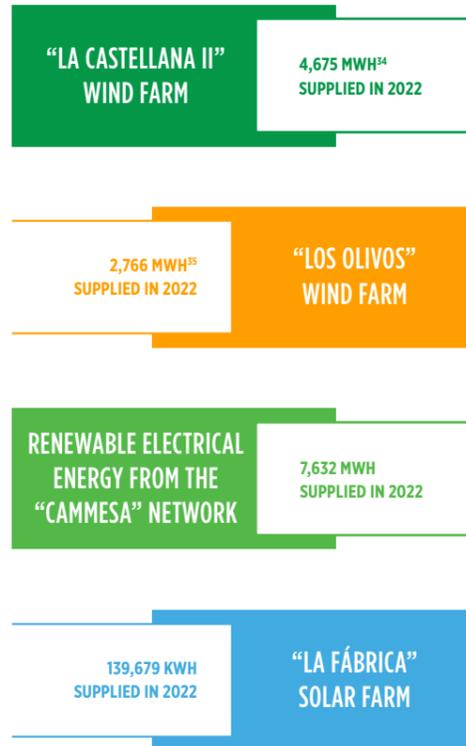 “LA CASTELLANA II”
WIND FARM
4,675 MWH³⁴
SUPPLIED IN 2022
2,766 MWH³⁵
SUPPLIED IN 2022
“LOS OLIVOS”
WIND FARM
RENEWABLE ELECTRICAL
ENERGY FROM THE
“CAMMESA” NETWORK
7,632 MWH
SUPPLIED IN 2022
139,679 KWH
SUPPLIED IN 2022
“LA FÁBRICA”
SOLAR FARM